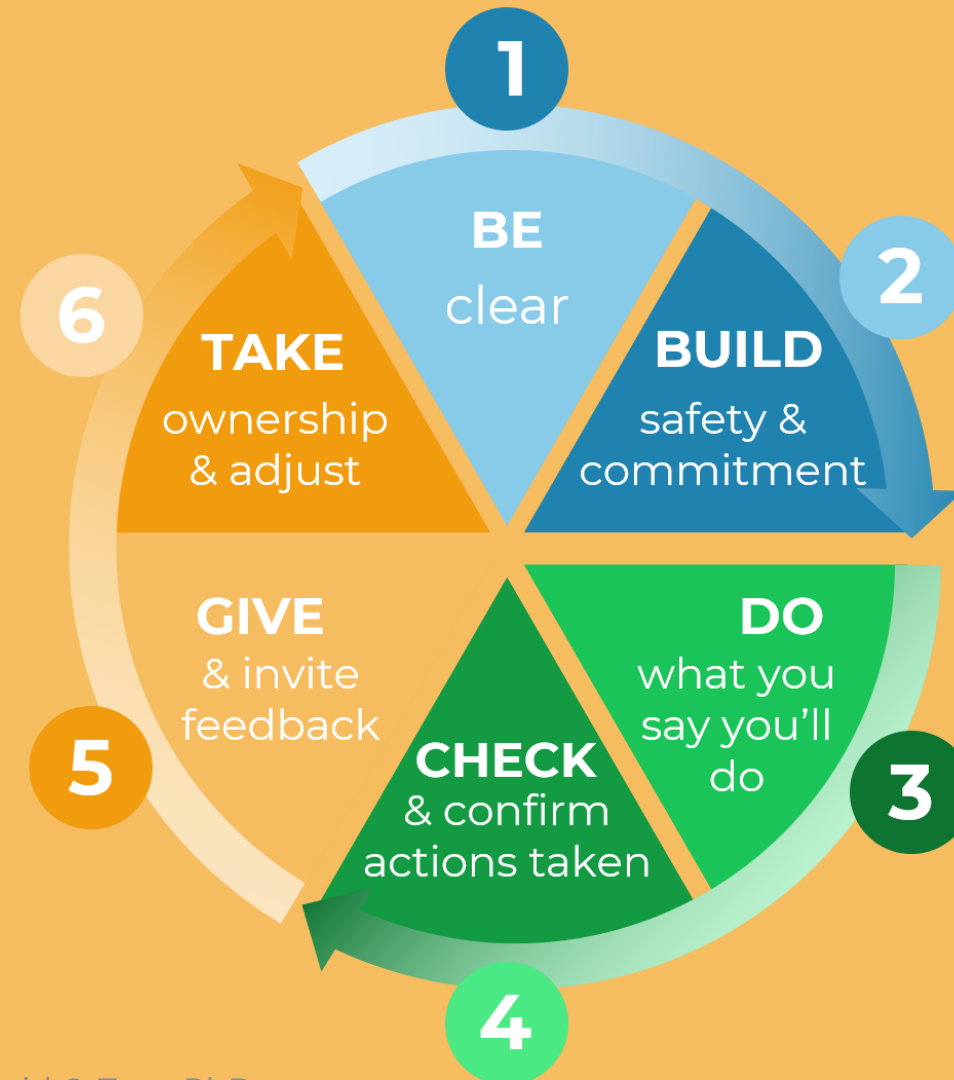 1
BE
clear
2
BUILD
safety &
commitment
3
DO
what you
say you’ll
do
4
CHECK
& confirm
actions taken
5
GIVE
& invite
feedback
6
TAKE
ownership
& adjust